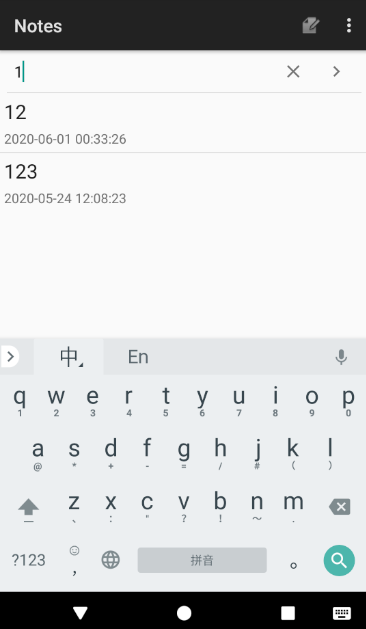 Notes
1
12
2020-06-01 00:33:26
123
2020-05-24 12:08:23
中 En
q w e r t y u i o p
1 2 3 4 5 6 7 8 9 0
a s d f g h j k l
@ * + - = / # ( )
z x c v b n m
、 : " ? ! ～ .
?123 , 拼音 。